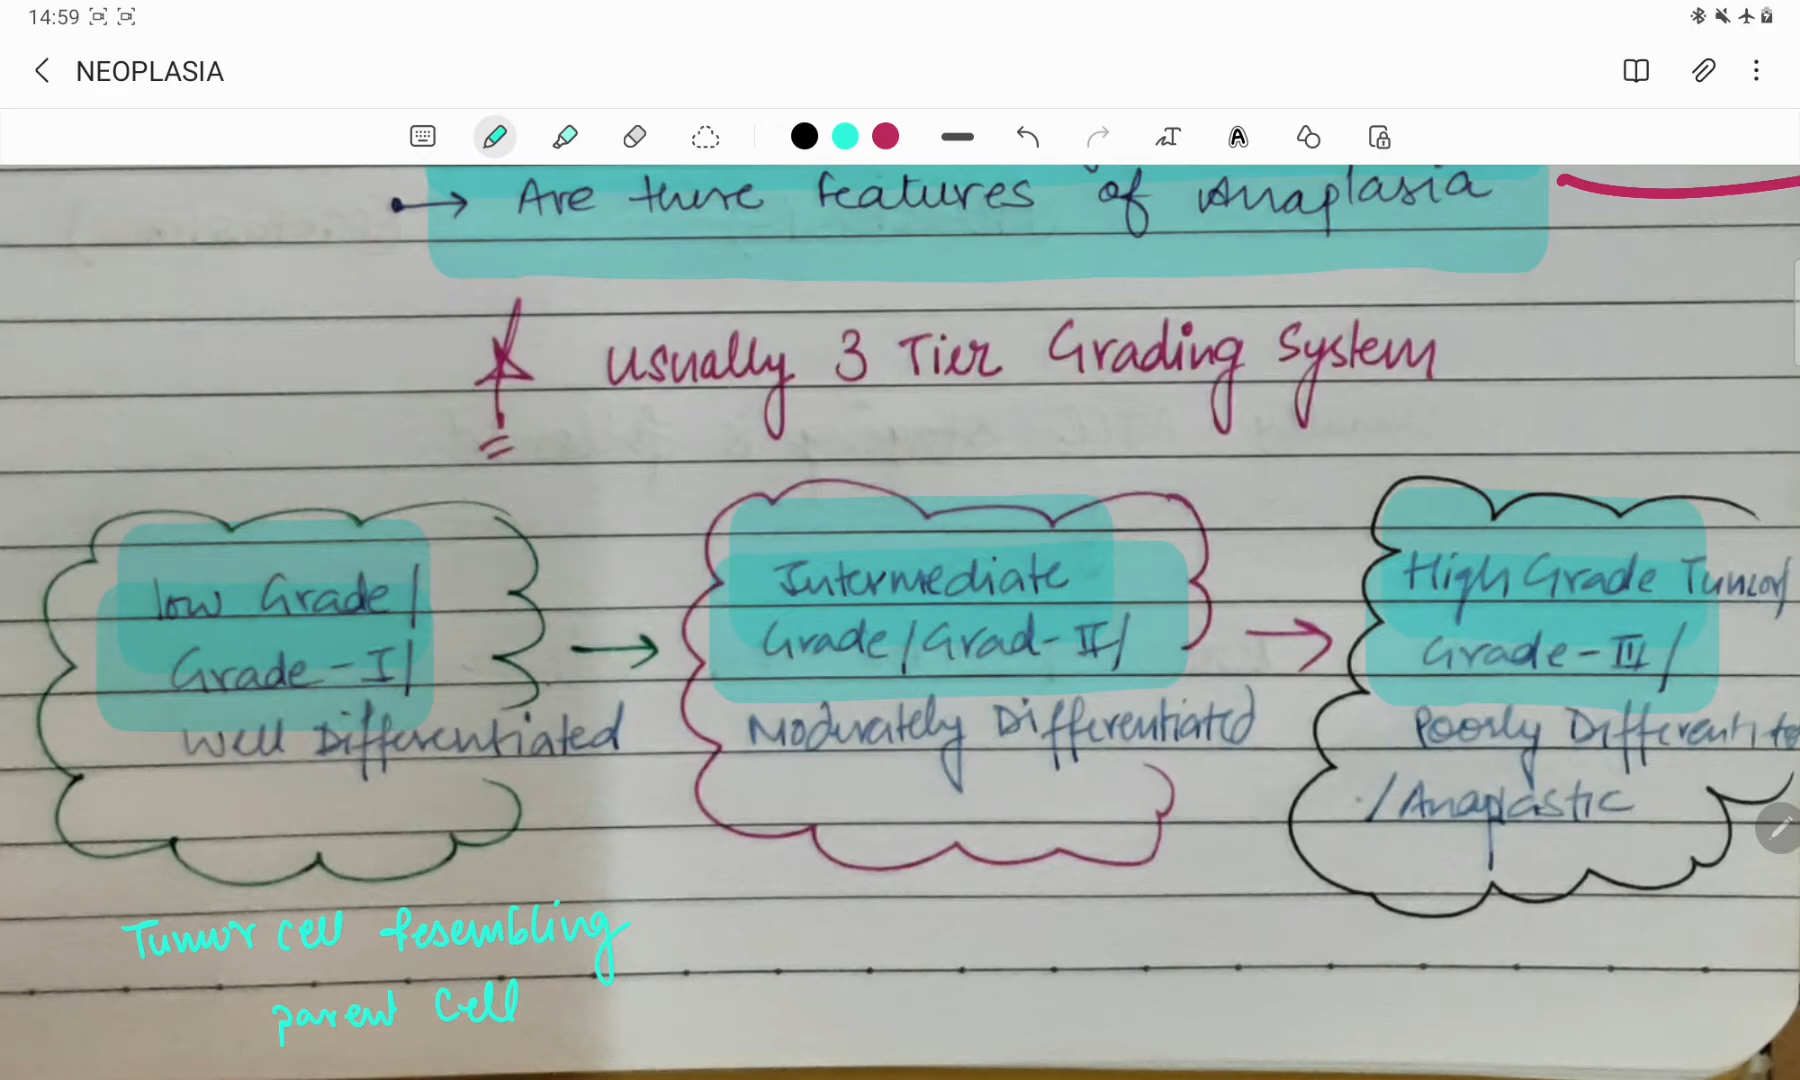 14:59
NEOPLASIA
Are there features of Anaplasia
Usually 3 Tier Grading System
low Grade/
Grade-I/
Well Differentiated
Intermediate
Grade/Grad-II/
Moderately Differentiated
High Grade Tumor/
Grade-III/
Poorly Differentite
/Anaplastic
Tumor cell Resembling
parent Cell